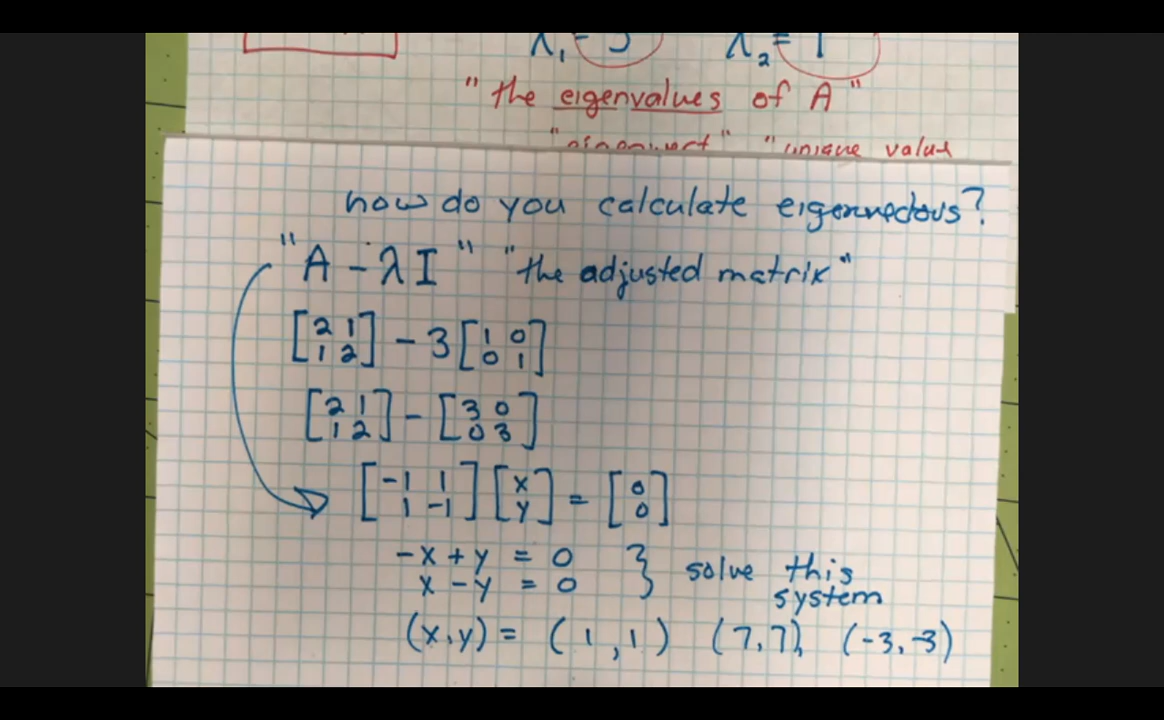 λ₁ = 3 λ₂ = 1
"the eigenvalues of A"
"unique value
how do you calculate eigenvectors?
"A - λI" "the adjusted matrix"
[2 1; 1 2] - 3 [1 0; 0 1]
[2 1; 1 2] - [3 0; 0 3]
[-1 1; 1 -1] [x; y] = [0; 0]
-x + y = 0 } solve this
x - y = 0 system
(x,y) = (1,1) (7,7), (-3,-3)